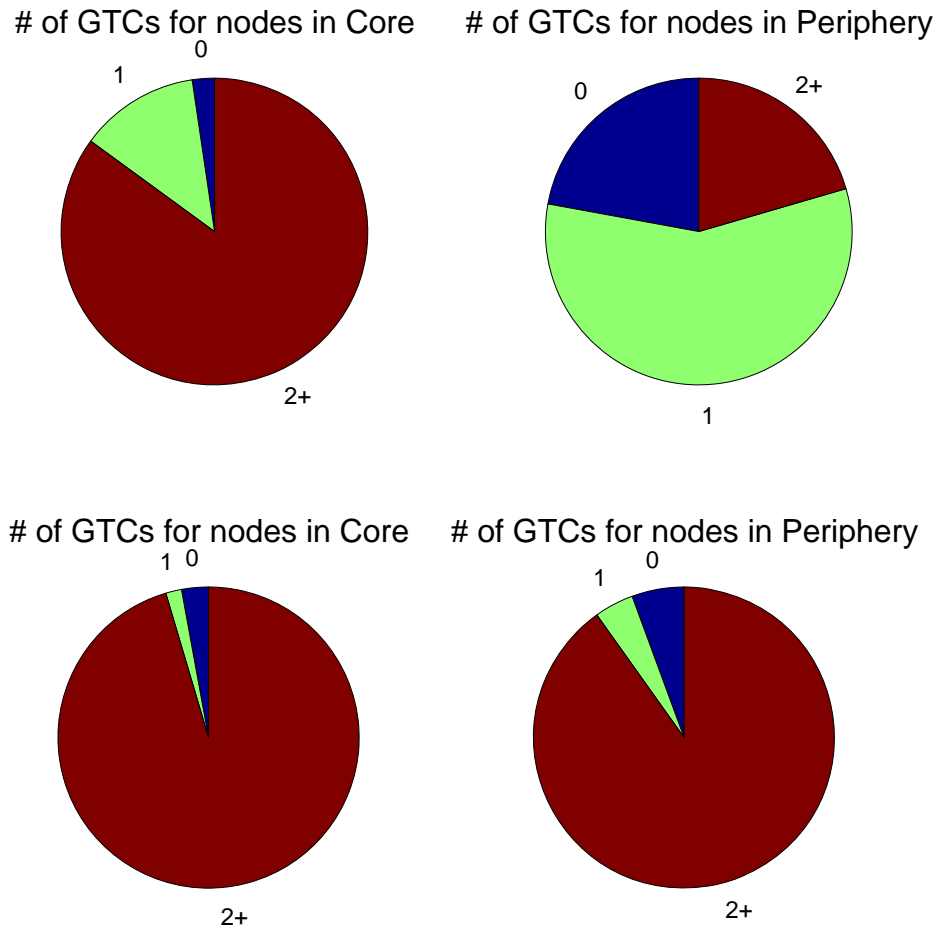 # of GTCs for nodes in Core
0
1
2+
# of GTCs for nodes in Periphery
0
2+
1
# of GTCs for nodes in Core
1 0
2+
# of GTCs for nodes in Periphery
0
1
2+